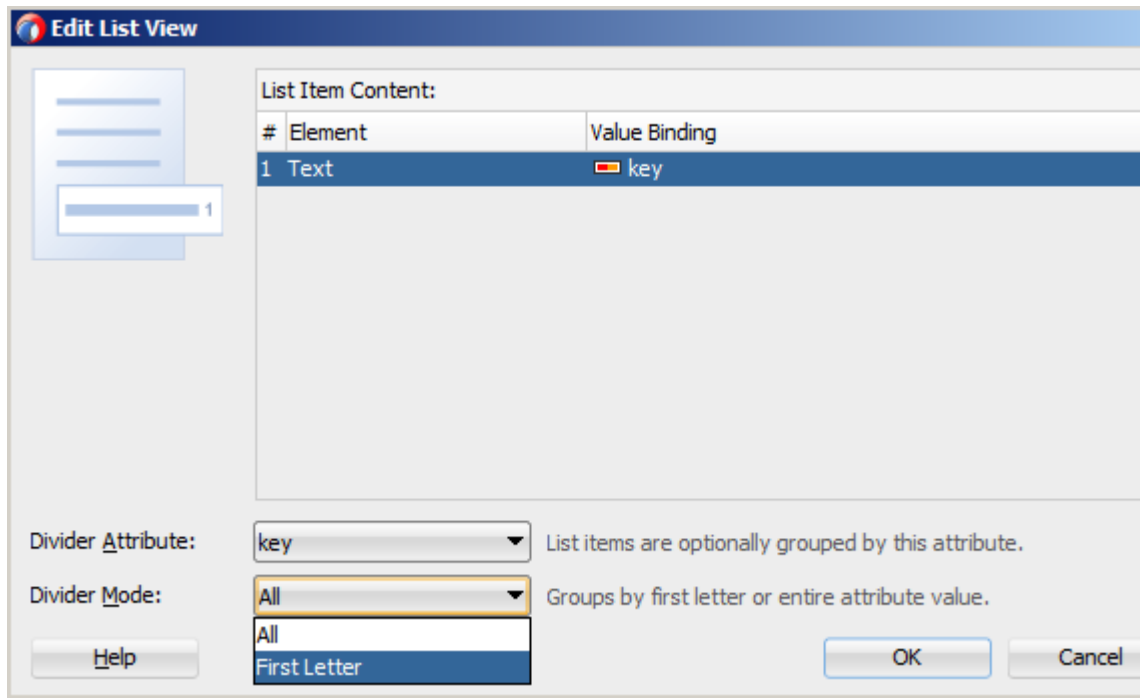 Edit List View
List Item Content:
# Element Value Binding
1 Text key
1
Divider Attribute: key List items are optionally grouped by this attribute.
Divider Mode: All Groups by first letter or entire attribute value.
All
First Letter
Help OK Cancel